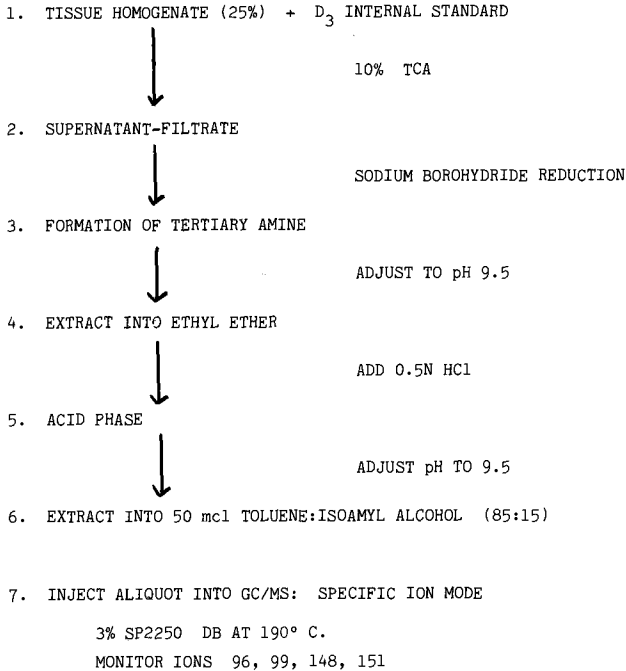 1. TISSUE HOMOGENATE (25%) + D3 INTERNAL STANDARD
10% TCA
2. SUPERNATANT-FILTRATE
SODIUM BOROHYDRIDE REDUCTION
3. FORMATION OF TERTIARY AMINE
ADJUST TO pH 9.5
4. EXTRACT INTO ETHYL ETHER
ADD 0.5N HCl
5. ACID PHASE
ADJUST pH TO 9.5
6. EXTRACT INTO 50 mcl TOLUENE:ISOAMYL ALCOHOL (85:15)
7. INJECT ALIQUOT INTO GC/MS: SPECIFIC ION MODE
3% SP2250 DB AT 190° C.
MONITOR IONS 96, 99, 148, 151